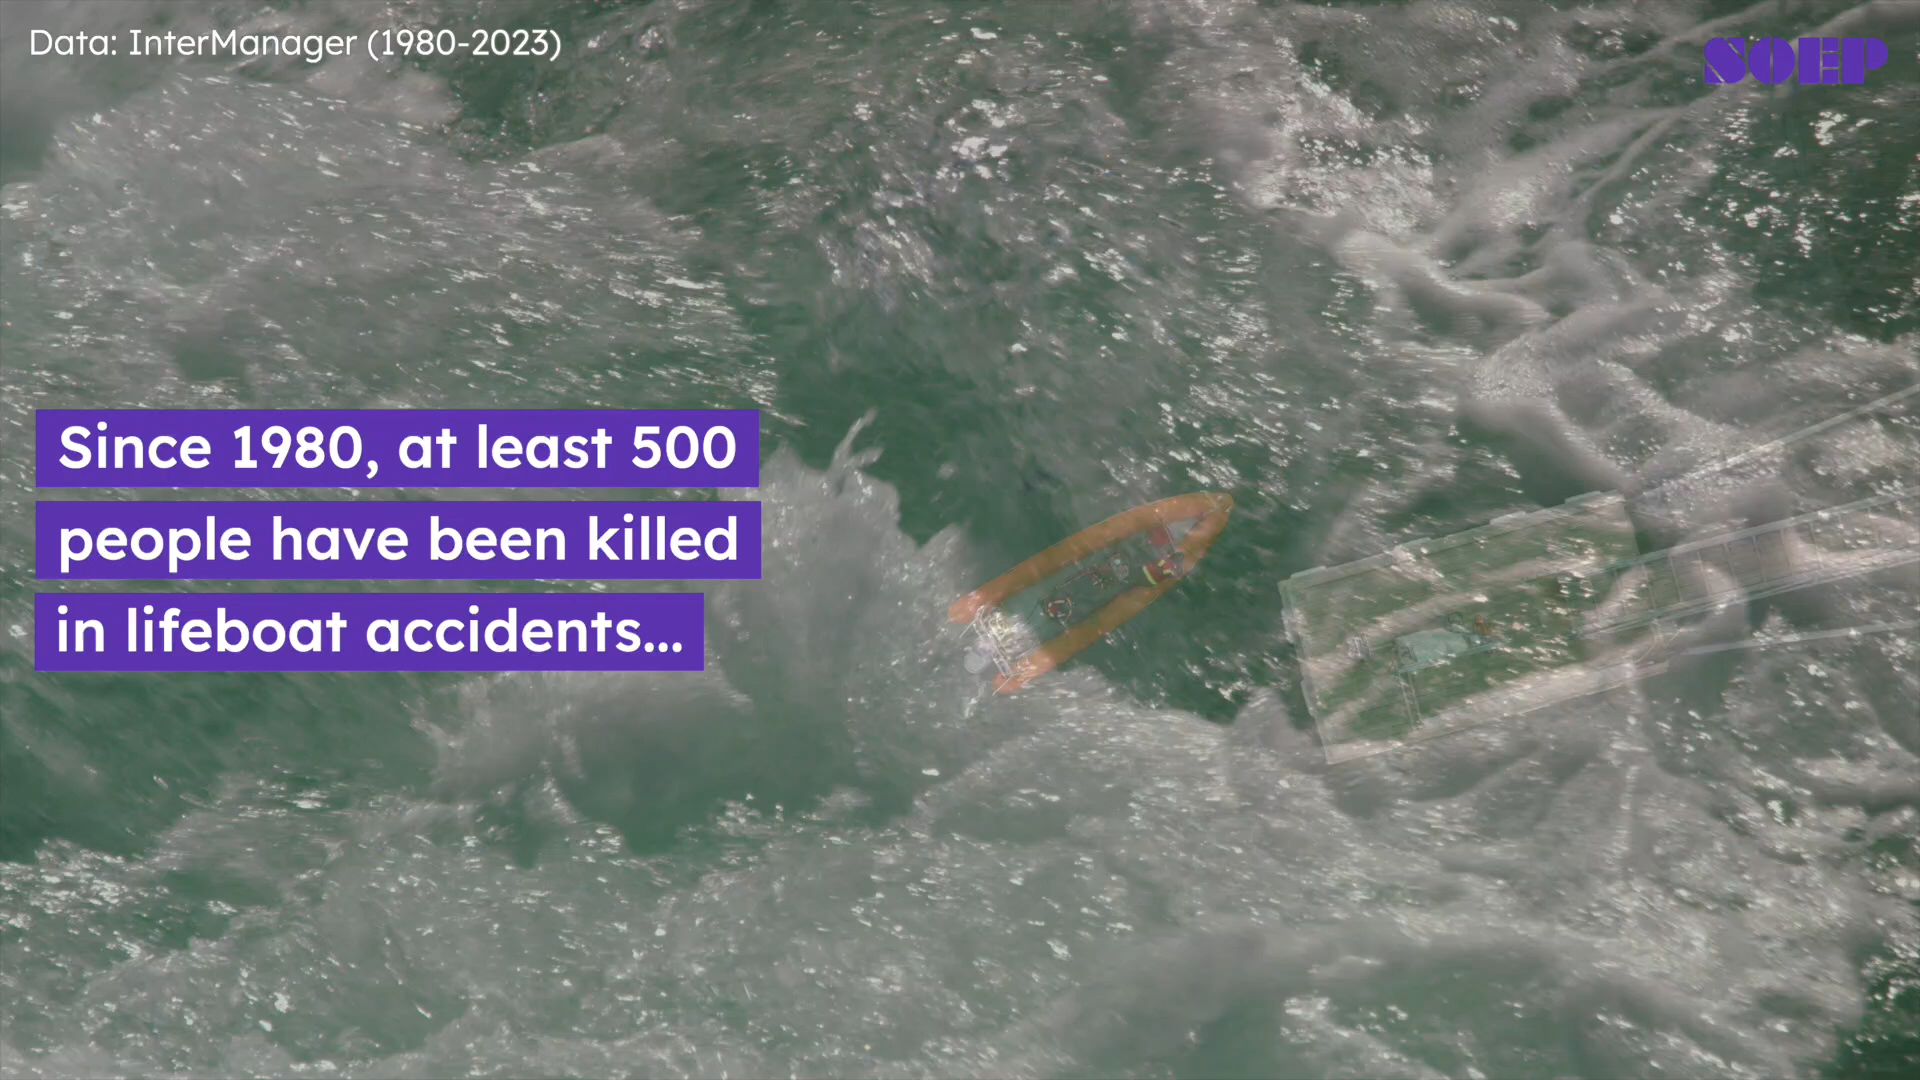 Data: InterManager (1980-2023)
SOEP
Since 1980, at least 500
people have been killed
in lifeboat accidents...